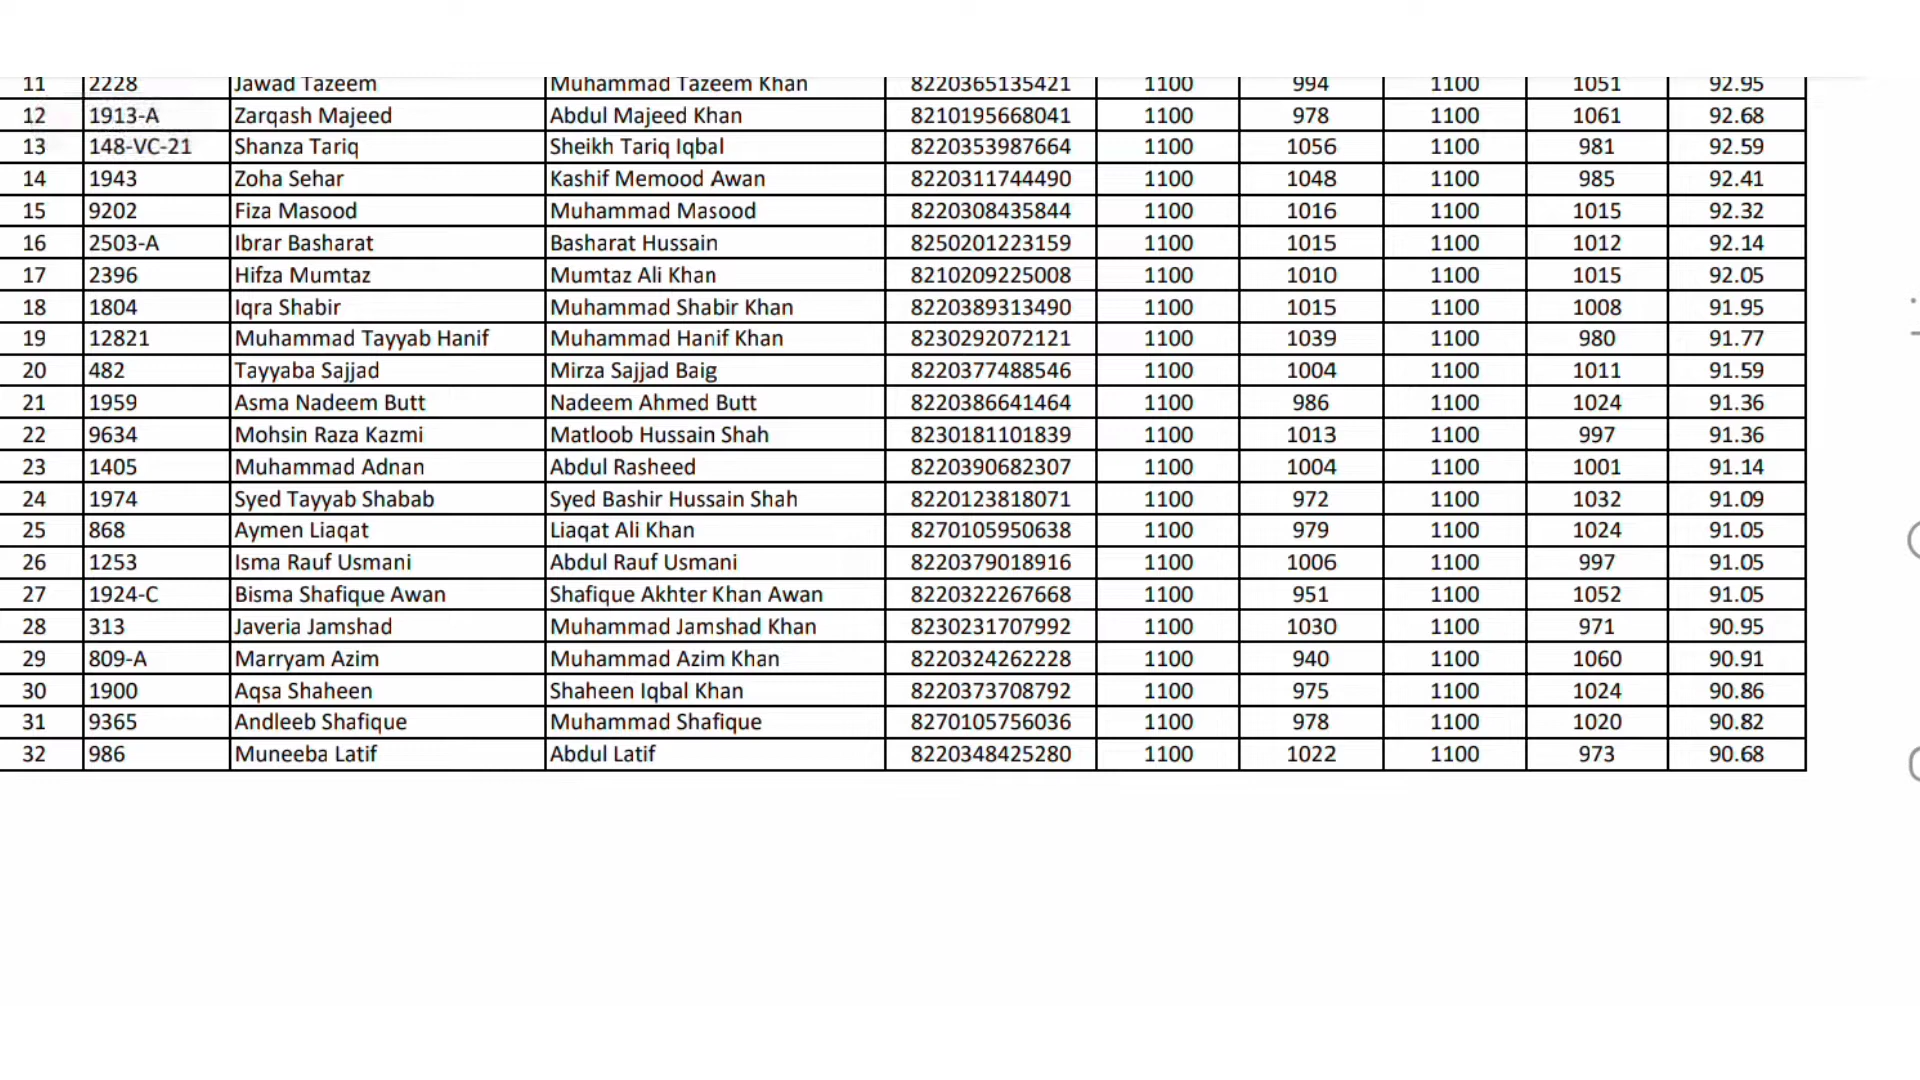 11 2228 Jawad Tazeem Muhammad Tazeem Khan 8220365135421 1100 994 1100 1051 92.95
12 1913-A Zarqash Majeed Abdul Majeed Khan 8210195668041 1100 978 1100 1061 92.68
13 148-VC-21 Shanza Tariq Sheikh Tariq Iqbal 8220353987664 1100 1056 1100 981 92.59
14 1943 Zoha Sehar Kashif Memood Awan 8220311744490 1100 1048 1100 985 92.41
15 9202 Fiza Masood Muhammad Masood 8220308435844 1100 1016 1100 1015 92.32
16 2503-A Ibrar Basharat Basharat Hussain 8250201223159 1100 1015 1100 1012 92.14
17 2396 Hifza Mumtaz Mumtaz Ali Khan 8210209225008 1100 1010 1100 1015 92.05
18 1804 Iqra Shabir Muhammad Shabir Khan 8220389313490 1100 1015 1100 1008 91.95
19 12821 Muhammad Tayyab Hanif Muhammad Hanif Khan 8230292072121 1100 1039 1100 980 91.77
20 482 Tayyaba Sajjad Mirza Sajjad Baig 8220377488546 1100 1004 1100 1011 91.59
21 1959 Asma Nadeem Butt Nadeem Ahmed Butt 8220386641464 1100 986 1100 1024 91.36
22 9634 Mohsin Raza Kazmi Matloob Hussain Shah 8230181101839 1100 1013 1100 997 91.36
23 1405 Muhammad Adnan Abdul Rasheed 8220390682307 1100 1004 1100 1001 91.14
24 1974 Syed Tayyab Shabab Syed Bashir Hussain Shah 8220123818071 1100 972 1100 1032 91.09
25 868 Aymen Liaqat Liaqat Ali Khan 8270105950638 1100 979 1100 1024 91.05
26 1253 Isma Rauf Usmani Abdul Rauf Usmani 8220379018916 1100 1006 1100 997 91.05
27 1924-C Bisma Shafique Awan Shafique Akhter Khan Awan 8220322267668 1100 951 1100 1052 91.05
28 313 Javeria Jamshad Muhammad Jamshad Khan 8230231707992 1100 1030 1100 971 90.95
29 809-A Marryam Azim Muhammad Azim Khan 8220324262228 1100 940 1100 1060 90.91
30 1900 Aqsa Shaheen Shaheen Iqbal Khan 8220373708792 1100 975 1100 1024 90.86
31 9365 Andleeb Shafique Muhammad Shafique 8270105756036 1100 978 1100 1020 90.82
32 986 Muneeba Latif Abdul Latif 8220348425280 1100 1022 1100 973 90.68